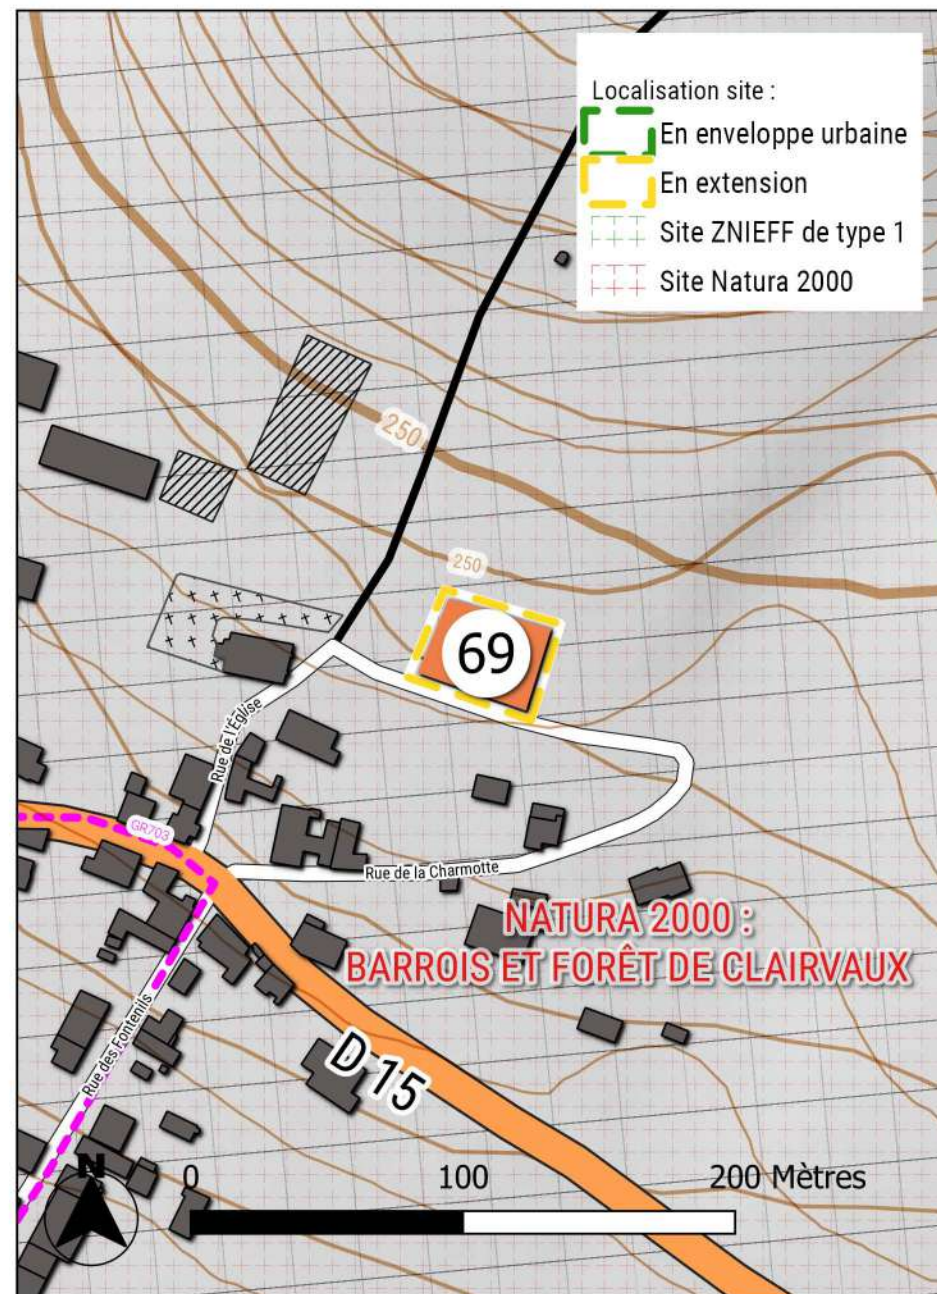 Localisation site :
En enveloppe urbaine
En extension
Site ZNIEFF de type 1
Site Natura 2000
250
250
69
Rue de l'Église
GR703
Rue de la Charmotte
NATURA 2000 :
BARROIS ET FORÊT DE CLAIRVAUX
Rue des Fontenils
D 15
N
0 100 200 Mètres